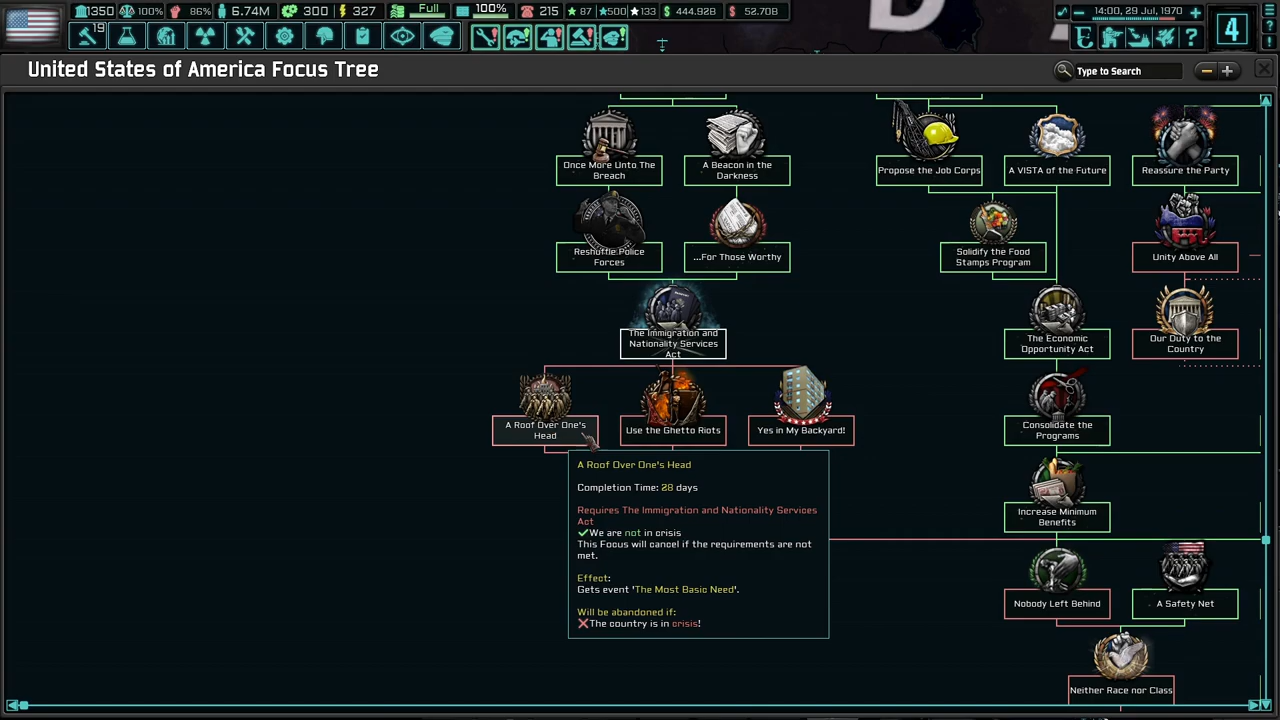 1350
100%
86%
6.74M
300
327
Full
100%
215
87
500
133
$ 444.92B
$ 52.70B
14:00, 29 Jul, 1970
4
19
United States of America Focus Tree
Type to Search
Once More Unto The
Breach
A Beacon in the
Darkness
Propose the Job Corps
A VISTA of the Future
Reassure the Party
Reshuffle Police
Forces
...For Those Worthy
Solidify the Food
Stamps Program
Unity Above All
The Immigration and
Nationality Services
Act
The Economic
Opportunity Act
Our Duty to the
Country
A Roof Over One's
Head
Use the Ghetto Riots
Yes in My Backyard!
Consolidate the
Programs
A Roof Over One's Head
Completion Time: 28 days
Requires The Immigration and Nationality Services
Act
We are not in crisis
This Focus will cancel if the requirements are not
met.
Effect:
Gets event 'The Most Basic Need'.
Will be abandoned if:
The country is in crisis!
Increase Minimum
Benefits
Nobody Left Behind
A Safety Net
Neither Race nor Class